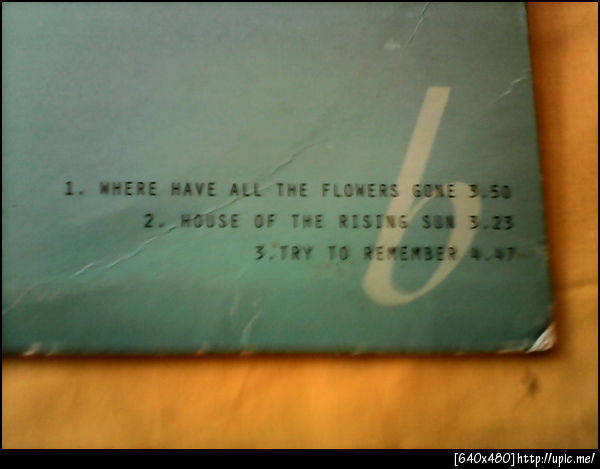 b
1. WHERE HAVE ALL THE FLOWERS GONE 3.50
2. HOUSE OF THE RISING SUN 3.23
3.TRY TO REMEMBER 4.47
[640x480]http://upic.me/